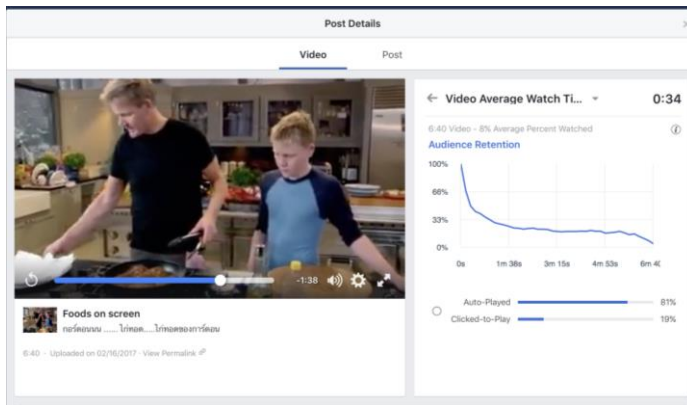 Post Details
Video
Post
Video Average Watch Ti...
0:34
6:40 Video - 8% Average Percent Watched
Audience Retention
100%
66%
33%
0%
0s
1m 38s
3m 15s
4m 53s
6m 4
-1:38
Auto-Played
81%
Clicked-to-Play
19%
Foods on screen
กอร์ดอนนน ...... ไก่ทอด.....ไก่ทอดของการ์ดอน
6:40 · Uploaded on 02/16/2017 · View Permalink